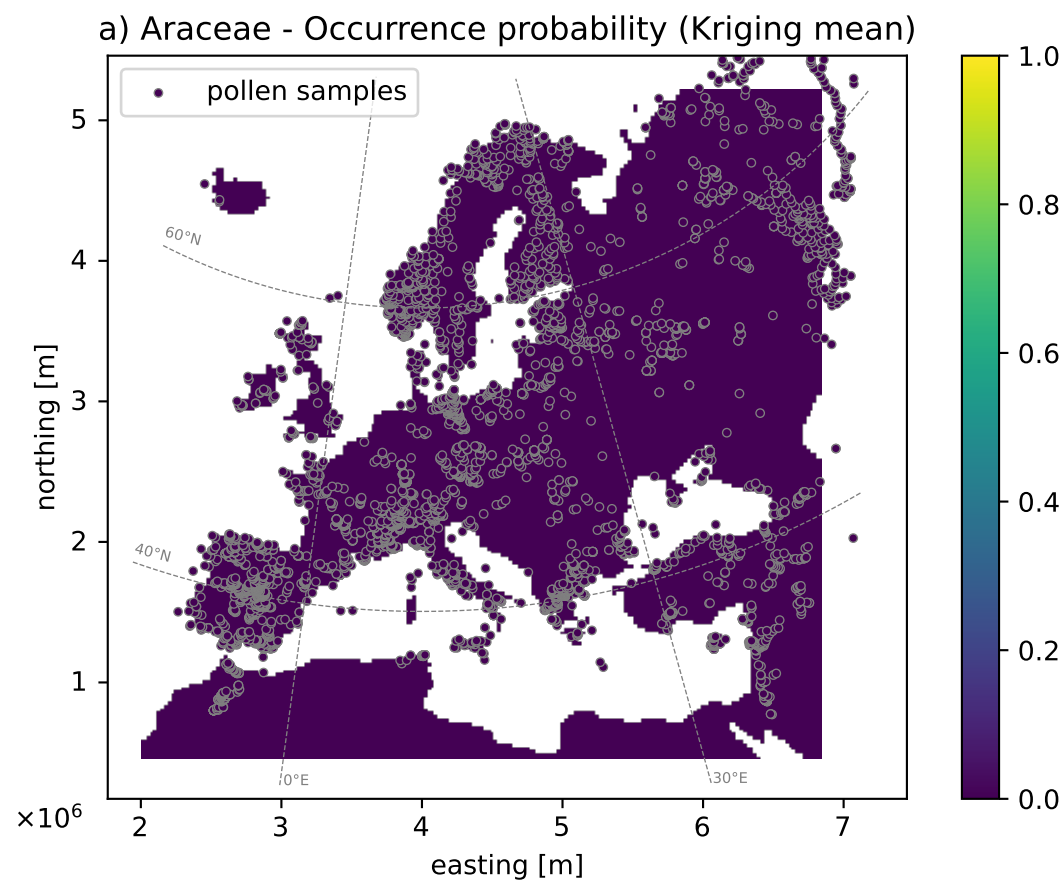 a) Araceae - Occurrence probability (Kriging mean)
pollen samples
1.0
0.8
0.6
0.4
0.2
0.0
5
4
3
2
1
northing [m]
60°N
40°N
0°E
30°E
×10⁶
2 3 4 5 6 7
easting [m]